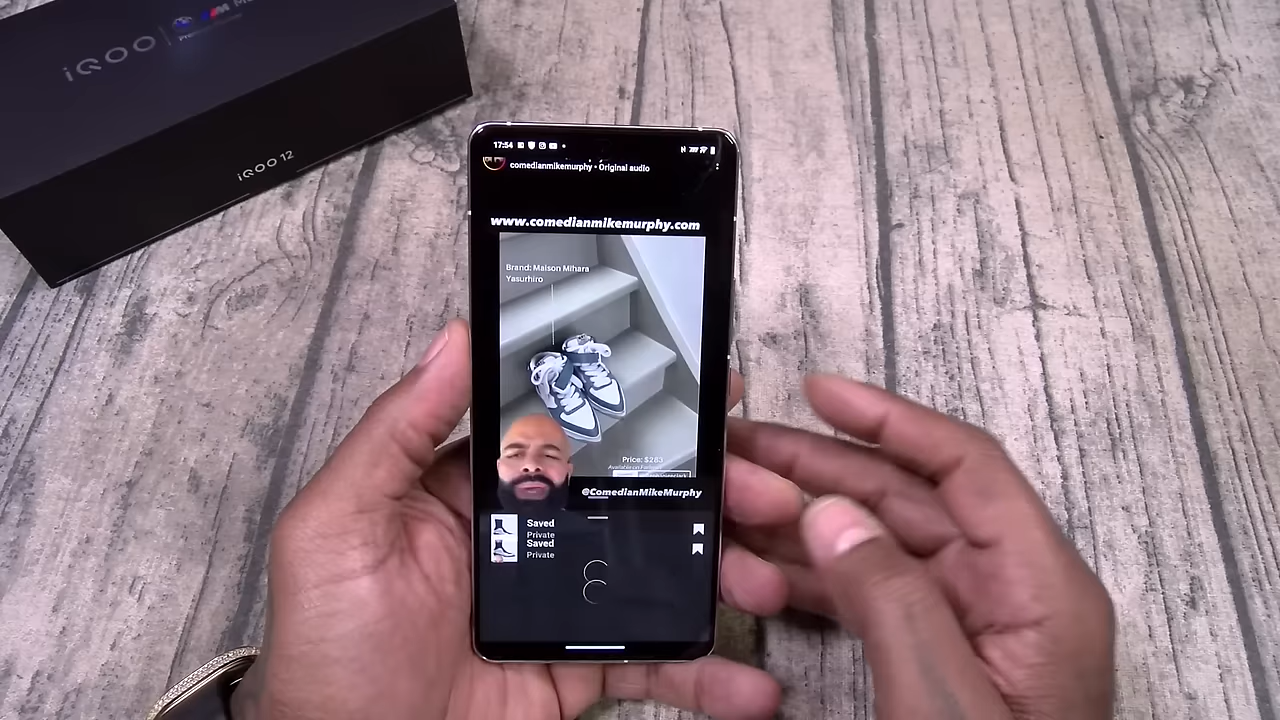 iQOO
iQOO 12
17:54
comedianmikemurphy • Original audio
www.comedianmikemurphy.com
Brand: Maison Mihara
Yasurhiro
Price: $283
@ComedianMikeMurphy
Saved
Private
Saved
Private